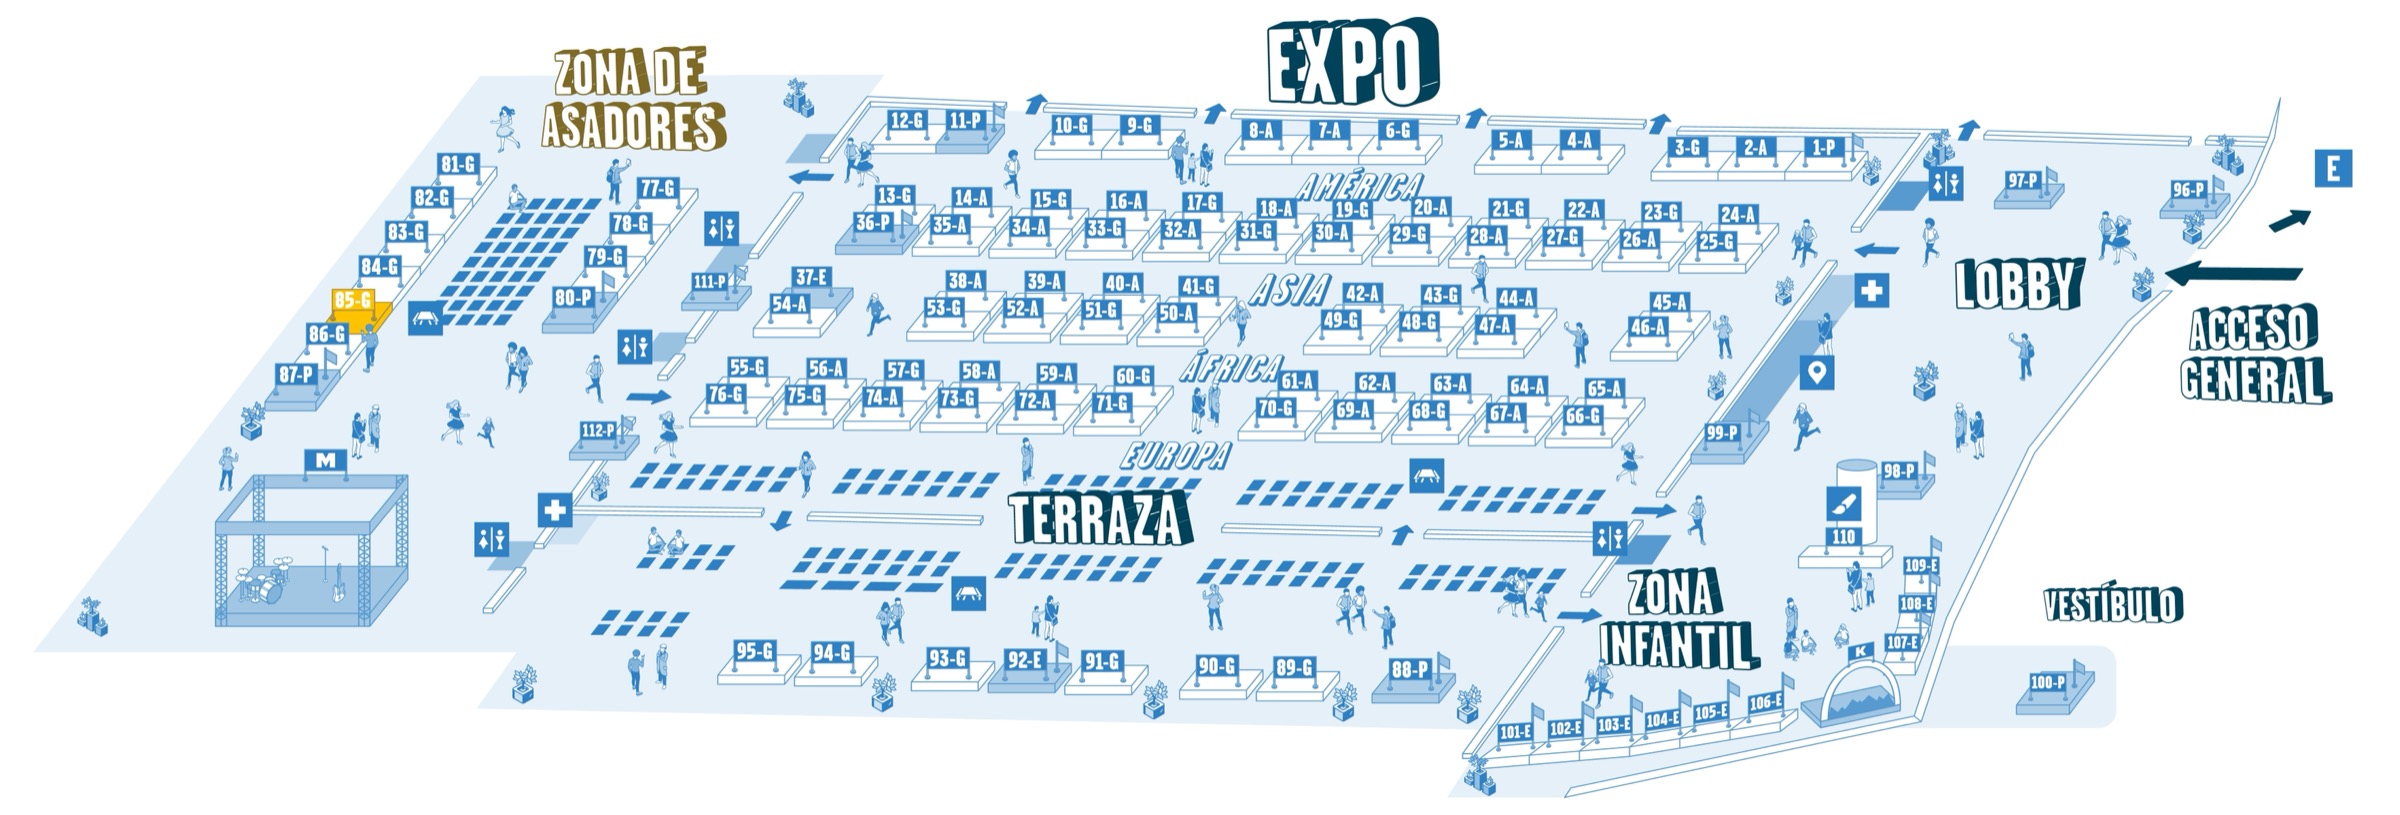 EXPO
ZONA DE
ASADORES
12-G 11-P 10-G 9-G 8-A 7-A 6-G 5-A 4-A 3-G 2-A 1-P
E
81-G
82-G
83-G
84-G
85-G
86-G
87-P
77-G
78-G
79-G
80-P
AMÉRICA
97-P 96-P
13-G 14-A 15-G 16-A 17-G 18-A 19-G 20-A 21-G 22-A 23-G 24-A
36-P 35-A 34-A 33-G 32-A 31-G 30-A 29-G 28-A 27-G 26-A 25-G
ASIA
LOBBY
111-P
37-E 38-A 39-A 40-A 41-G 42-A 43-G 44-A 45-A
54-A 53-G 52-A 51-G 50-A 49-G 48-G 47-A 46-A
ACCESO
GENERAL
ÁFRICA
55-G 56-A 57-G 58-A 59-A 60-G 61-A 62-A 63-A 64-A 65-A
76-G 75-G 74-A 73-G 72-A 71-G 70-G 69-A 68-G 67-A 66-G
112-P
99-P
EUROPA
M
98-P
TERRAZA
110
109-E
108-E
107-E
ZONA
INFANTIL
VESTÍBULO
K
95-G 94-G 93-G 92-E 91-G 90-G 89-G 88-P
100-P
101-E 102-E 103-E 104-E 105-E 106-E